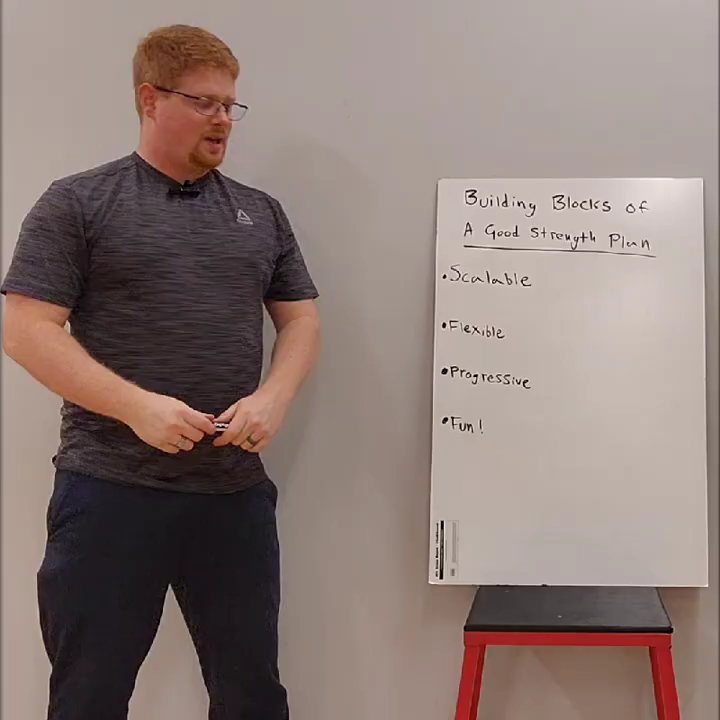 Building Blocks of
A Good Strength Plan
• Scalable
• Flexible
• Progressive
• Fun!